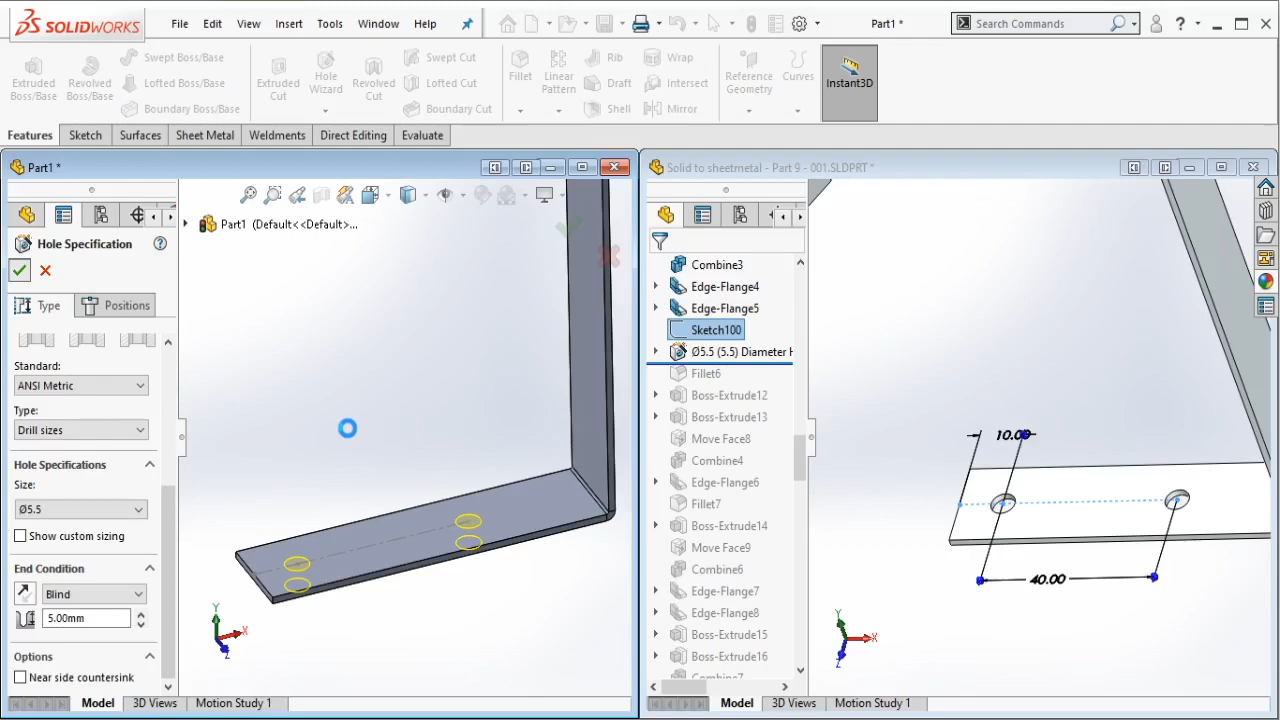 SOLIDWORKS File Edit View Insert Tools Window Help Part1 * Search Commands ?
Extruded Boss/Base
Revolved Boss/Base
Swept Boss/Base
Lofted Boss/Base
Boundary Boss/Base
Extruded Cut
Hole Wizard
Revolved Cut
Swept Cut
Lofted Cut
Boundary Cut
Fillet
Linear Pattern
Rib
Draft
Shell
Wrap
Intersect
Mirror
Reference Geometry
Curves
Instant3D
Features Sketch Surfaces Sheet Metal Weldments Direct Editing Evaluate
Part1 *
Part1 (Default<<Default>...
Hole Specification
Type Positions
Standard:
ANSI Metric
Type:
Drill sizes
Hole Specifications
Size:
Ø5.5
Show custom sizing
End Condition
Blind
5.00mm
Options
Near side countersink
Y
X
Z
Model 3D Views Motion Study 1
Solid to sheetmetal - Part 9 - 001.SLDPRT *
Combine3
Edge-Flange4
Edge-Flange5
Sketch100
Ø5.5 (5.5) Diameter H
Fillet6
Boss-Extrude12
Boss-Extrude13
Move Face8
Combine4
Edge-Flange6
Fillet7
Boss-Extrude14
Move Face9
Combine6
Edge-Flange7
Edge-Flange8
Boss-Extrude15
Boss-Extrude16
Combine7
10.00
40.00
Y
X
Z
Model 3D Views Motion Study 1